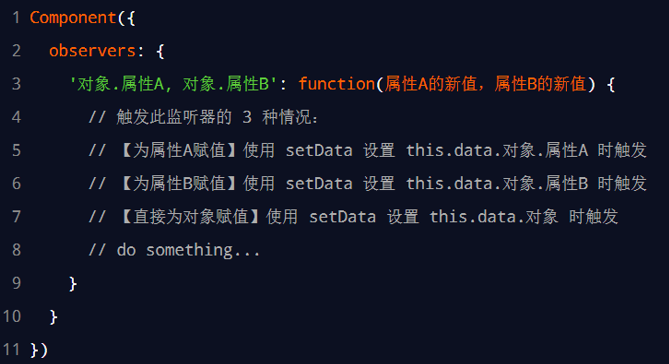 1 Component({
2 observers: {
3 '对象.属性A, 对象.属性B': function(属性A的新值，属性B的新值) {
4 // 触发此监听器的 3 种情况：
5 // 【为属性A赋值】使用 setData 设置 this.data.对象.属性A 时触发
6 // 【为属性B赋值】使用 setData 设置 this.data.对象.属性B 时触发
7 // 【直接为对象赋值】使用 setData 设置 this.data.对象 时触发
8 // do something...
9 }
10 }
11 })